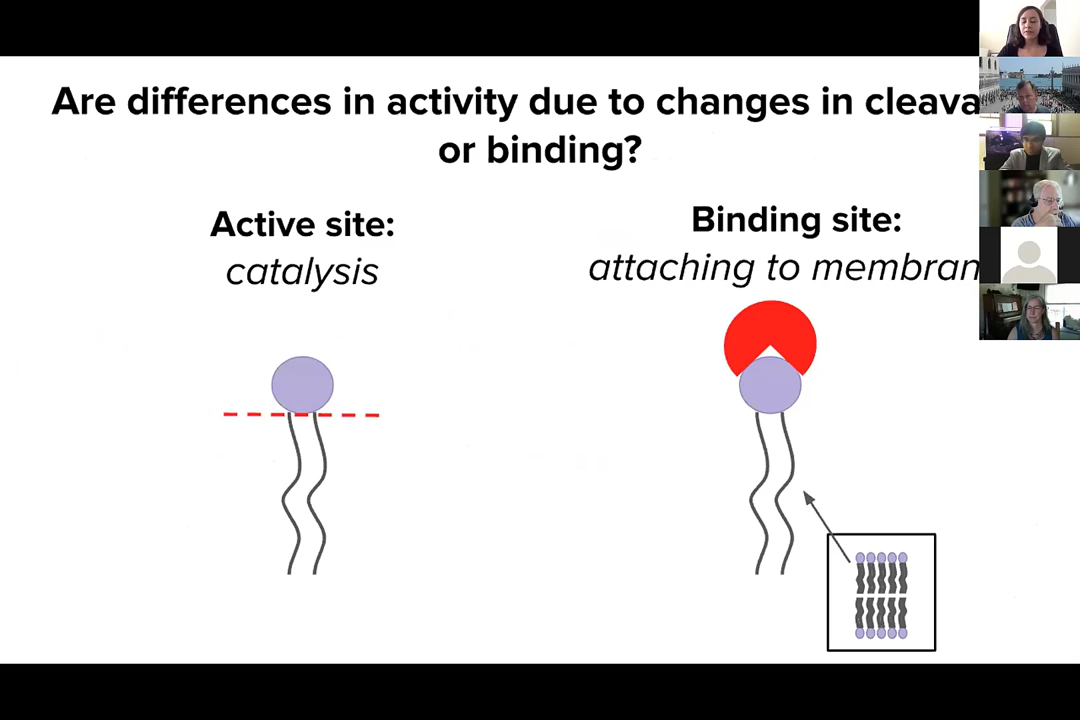 Are differences in activity due to changes in cleava
or binding?
Active site:
catalysis
Binding site:
attaching to membran